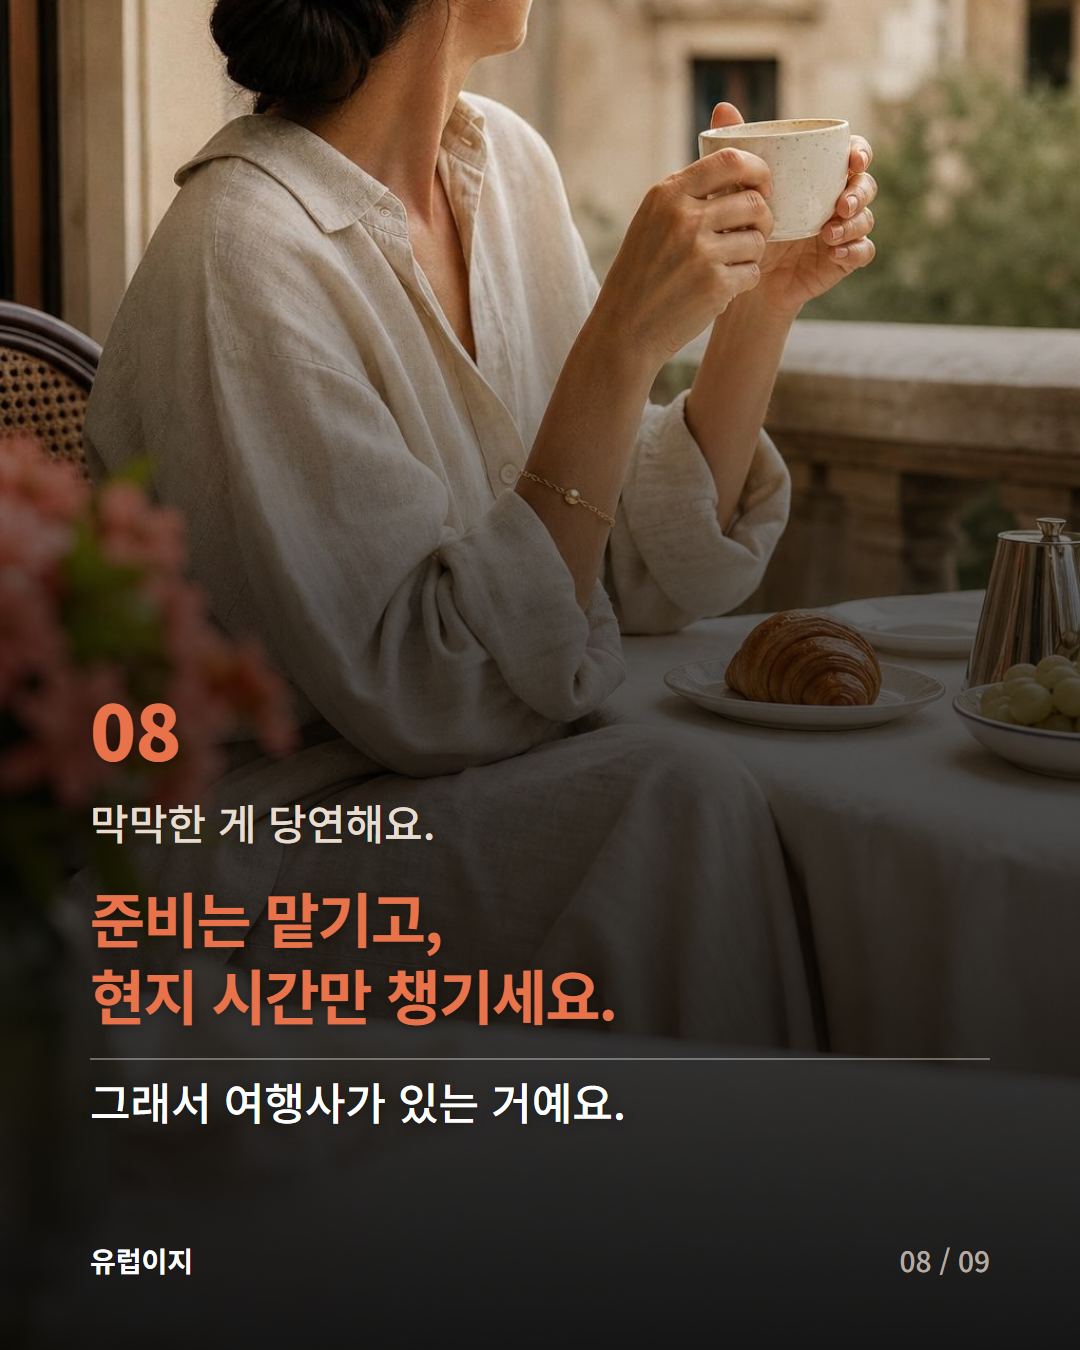 08
막막한 게 당연해요.
준비는 맡기고,
현지 시간만 챙기세요.
그래서 여행사가 있는 거예요.
유럽이지
08 / 09